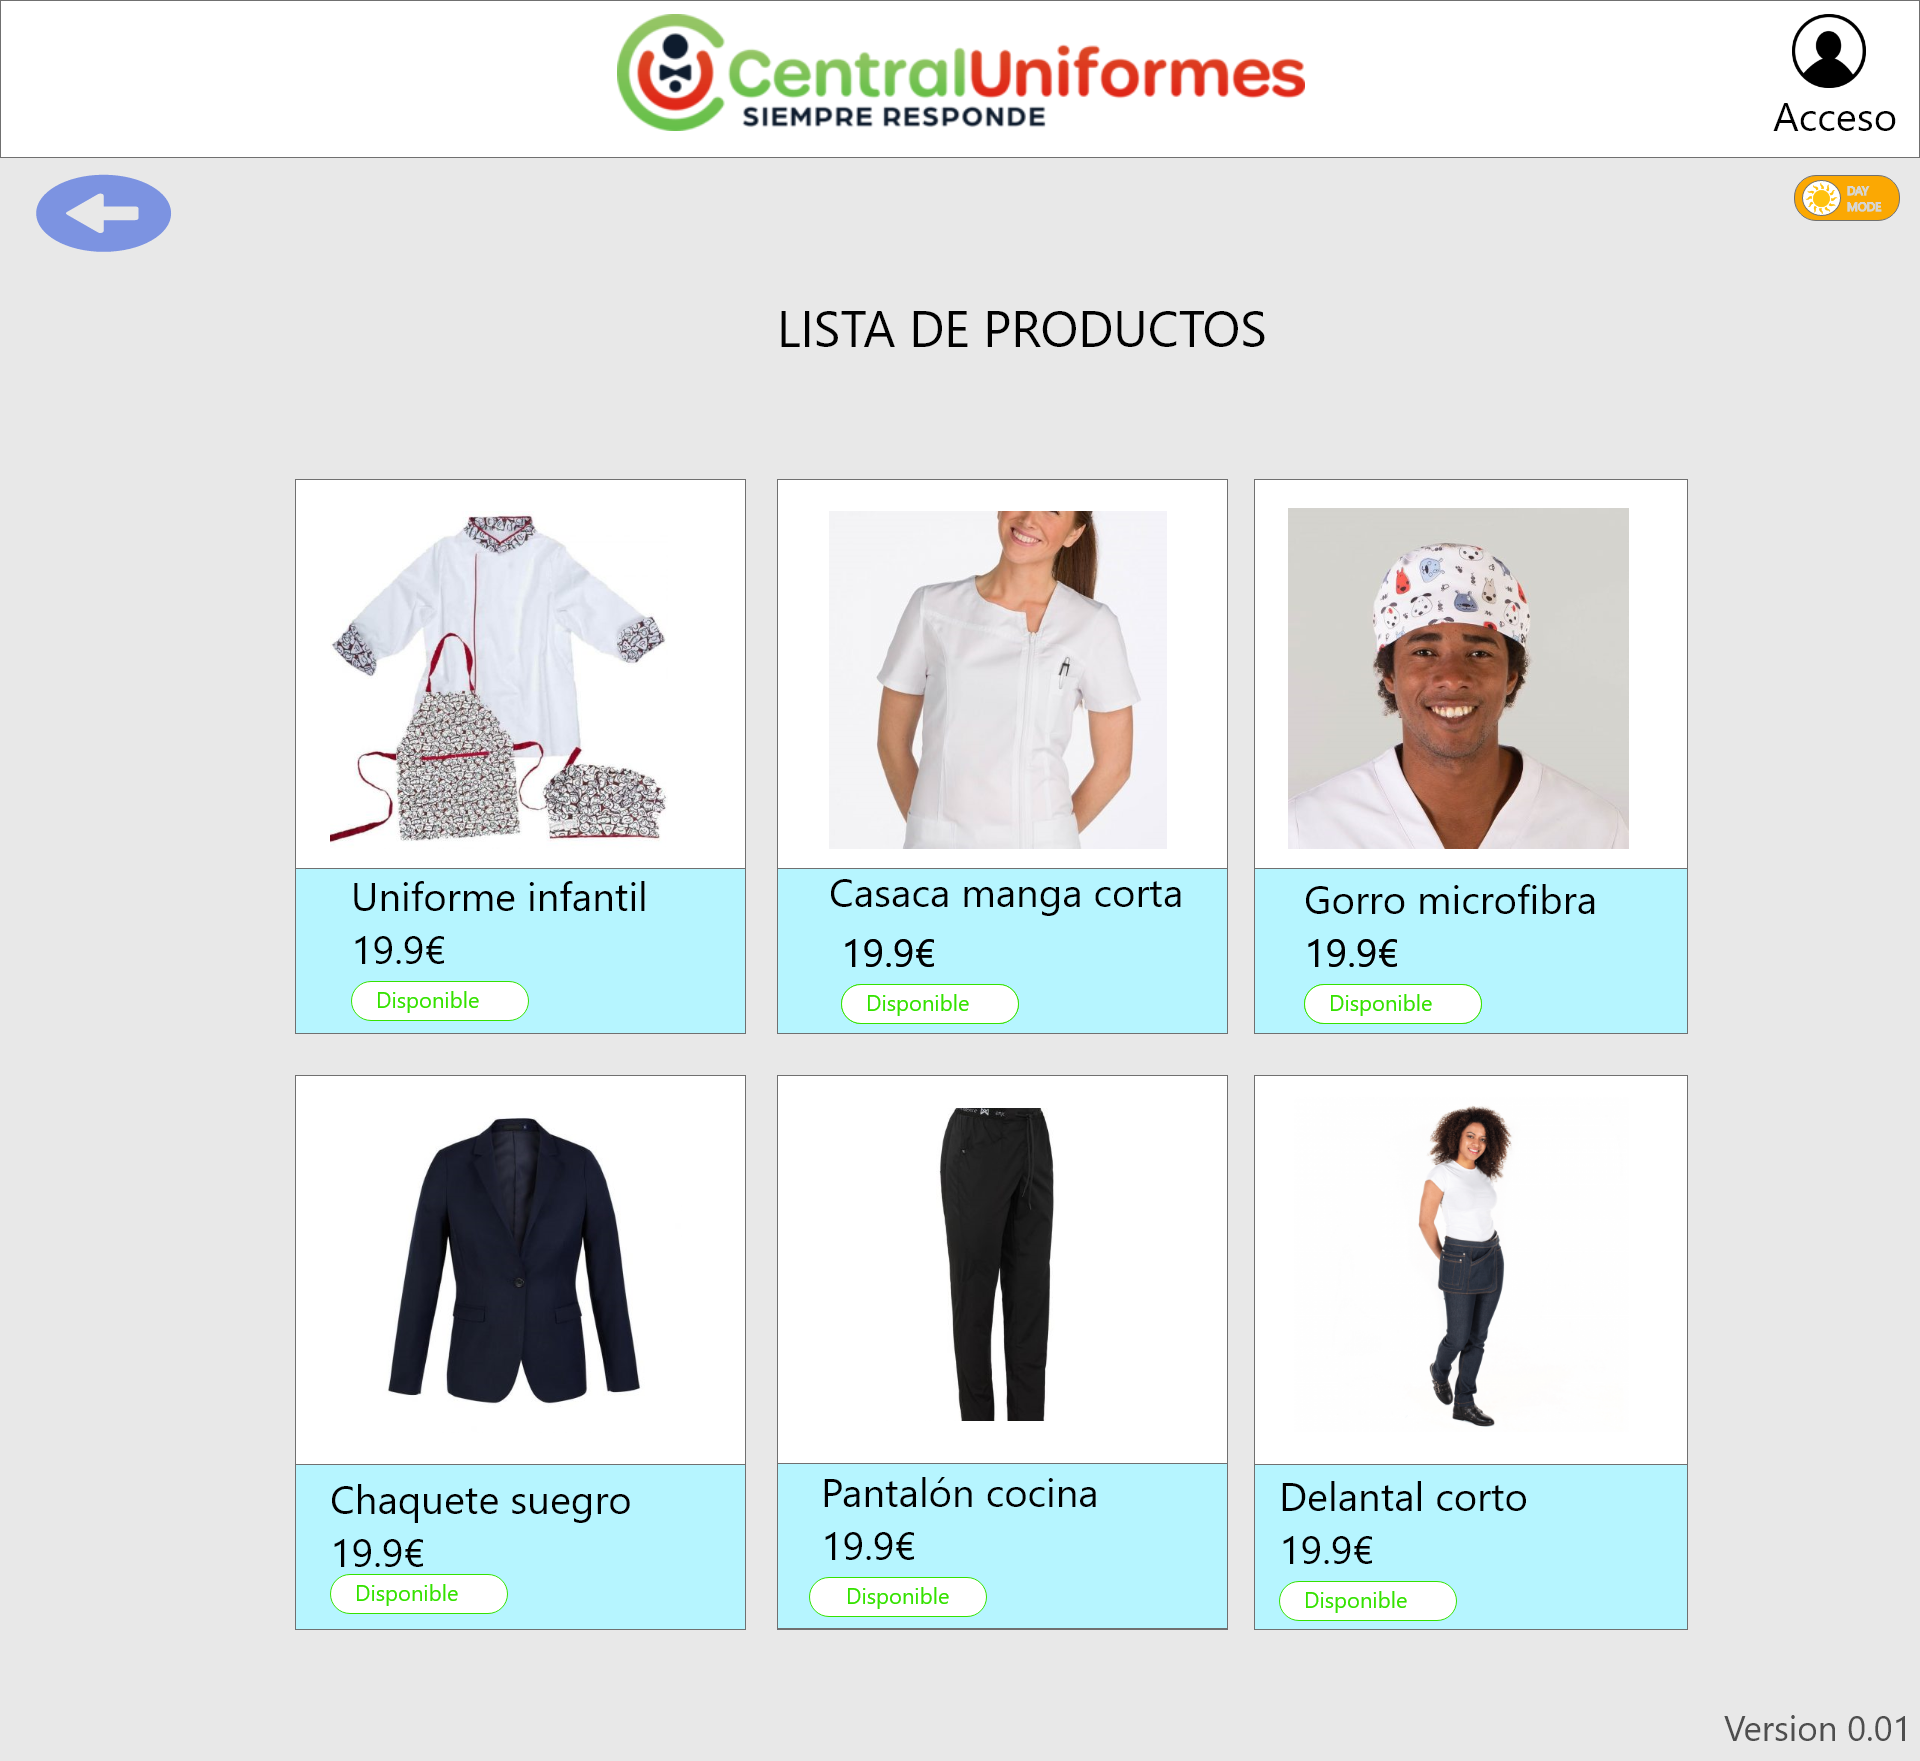 CentralUniformes
SIEMPRE RESPONDE
Acceso
DAY
MODE
LISTA DE PRODUCTOS
Uniforme infantil
19.9€
Disponible
Casaca manga corta
19.9€
Disponible
Gorro microfibra
19.9€
Disponible
Chaquete suegro
19.9€
Disponible
Pantalón cocina
19.9€
Disponible
Delantal corto
19.9€
Disponible
Version 0.01